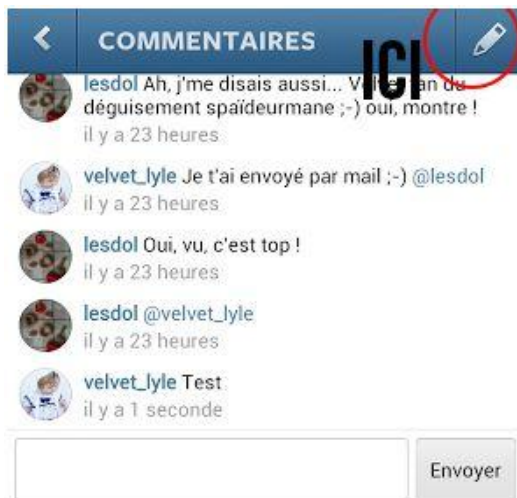 COMMENTAIRES
ICI
lesdol Ah, j'me disais aussi... fan du
déguisement spaïdeurmane ;-) oui, montre !
il y a 23 heures
velvet_lyle Je t'ai envoyé par mail ;-) @lesdol
il y a 23 heures
lesdol Oui, vu, c'est top !
il y a 23 heures
lesdol @velvet_lyle
il y a 23 heures
velvet_lyle Test
il y a 1 seconde
Envoyer